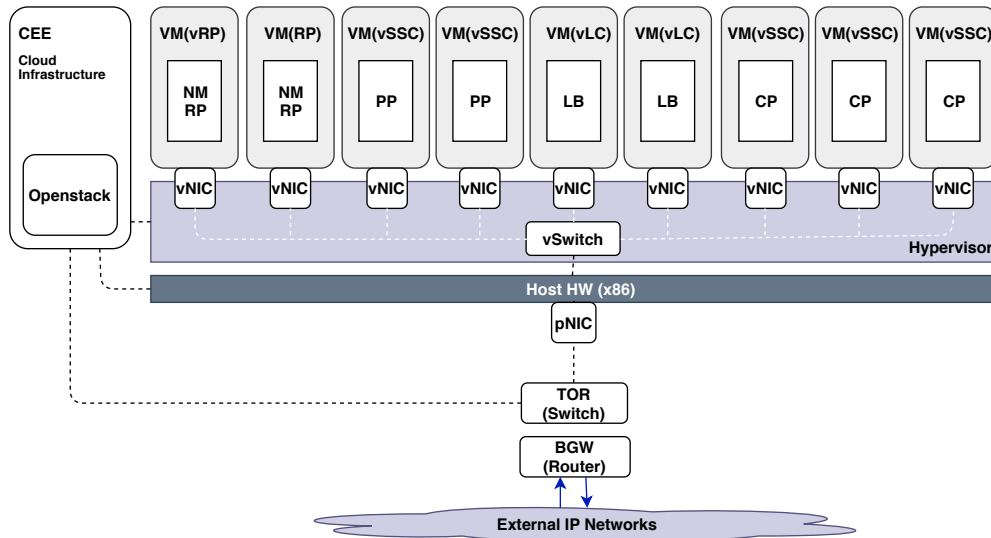 CEE
Cloud
Infrastructure
Openstack
VM(vRP)
NM
RP
vNIC
VM(RP)
NM
RP
vNIC
VM(vSSC)
PP
vNIC
VM(vSSC)
PP
vNIC
VM(vLC)
LB
vNIC
VM(vLC)
LB
vNIC
VM(vSSC)
CP
vNIC
VM(vSSC)
CP
vNIC
VM(vSSC)
CP
vNIC
vSwitch
Hypervisor
Host HW (x86)
pNIC
TOR
(Switch)
BGW
(Router)
External IP Networks